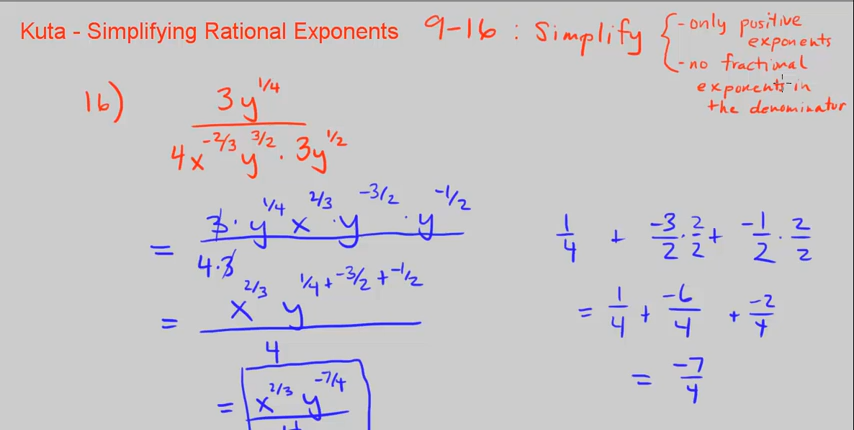 Kuta - Simplifying Rational Exponents 9-16 : Simplify { -only positive exponents
-no fractional exponents in the denominator
16) 3y^(1/4) / (4x^(-2/3) y^(3/2) · 3y^(1/2))
= 3 · y^(1/4) x^(2/3) · y^(-3/2) · y^(-1/2) / (4·3)
= x^(2/3) y^(1/4 + -3/2 + -1/2) / 4
= x^(2/3) y^(-7/4) / 4
1/4 + -3/2 · 2/2 + -1/2 · 2/2
= 1/4 + -6/4 + -2/4
= -7/4